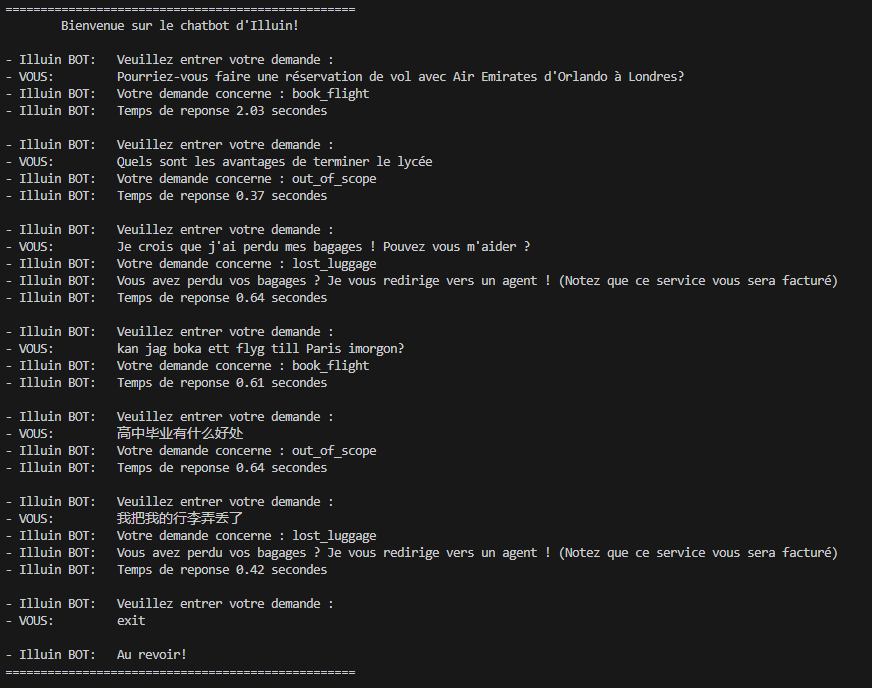 ==================================================
Bienvenue sur le chatbot d'Illuin!
- Illuin BOT: Veuillez entrer votre demande :
- VOUS: Pourriez-vous faire une réservation de vol avec Air Emirates d'Orlando à Londres?
- Illuin BOT: Votre demande concerne : book_flight
- Illuin BOT: Temps de reponse 2.03 secondes
- Illuin BOT: Veuillez entrer votre demande :
- VOUS: Quels sont les avantages de terminer le lycée
- Illuin BOT: Votre demande concerne : out_of_scope
- Illuin BOT: Temps de reponse 0.37 secondes
- Illuin BOT: Veuillez entrer votre demande :
- VOUS: Je crois que j'ai perdu mes bagages ! Pouvez vous m'aider ?
- Illuin BOT: Votre demande concerne : lost_luggage
- Illuin BOT: Vous avez perdu vos bagages ? Je vous redirige vers un agent ! (Notez que ce service vous sera facturé)
- Illuin BOT: Temps de reponse 0.64 secondes
- Illuin BOT: Veuillez entrer votre demande :
- VOUS: kan jag boka ett flyg till Paris imorgon?
- Illuin BOT: Votre demande concerne : book_flight
- Illuin BOT: Temps de reponse 0.61 secondes
- Illuin BOT: Veuillez entrer votre demande :
- VOUS: 高中毕业有什么好处
- Illuin BOT: Votre demande concerne : out_of_scope
- Illuin BOT: Temps de reponse 0.64 secondes
- Illuin BOT: Veuillez entrer votre demande :
- VOUS: 我把我的行李弄丢了
- Illuin BOT: Votre demande concerne : lost_luggage
- Illuin BOT: Vous avez perdu vos bagages ? Je vous redirige vers un agent ! (Notez que ce service vous sera facturé)
- Illuin BOT: Temps de reponse 0.42 secondes
- Illuin BOT: Veuillez entrer votre demande :
- VOUS: exit
- Illuin BOT: Au revoir!
==================================================